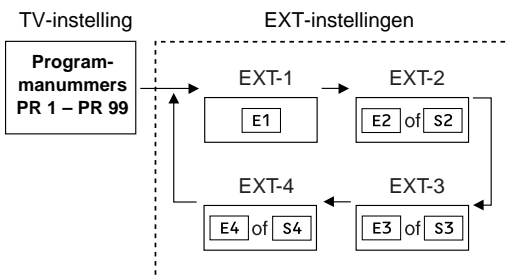 TV-instelling
EXT-instellingen
Program-
manummers
PR 1 – PR 99
EXT-1
EXT-2
E1
E2 of S2
EXT-4
EXT-3
E4 of S4
E3 of S3